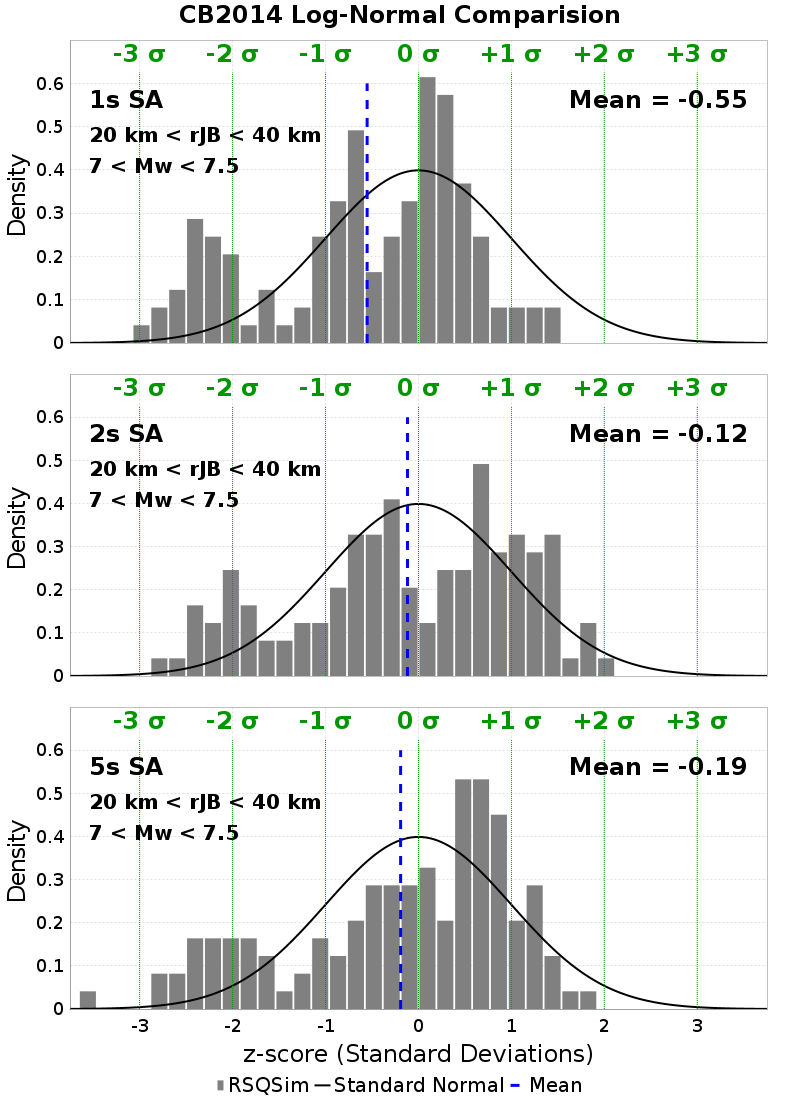 CB2014 Log-Normal Comparision
-3 σ -2 σ -1 σ 0 σ +1 σ +2 σ +3 σ
1s SA
Mean = -0.55
20 km < rJB < 40 km
7 < Mw < 7.5
Density
0.6
0.5
0.4
0.3
0.2
0.1
0
-3 σ -2 σ -1 σ 0 σ +1 σ +2 σ +3 σ
2s SA
Mean = -0.12
20 km < rJB < 40 km
7 < Mw < 7.5
Density
0.6
0.5
0.4
0.3
0.2
0.1
0
-3 σ -2 σ -1 σ 0 σ +1 σ +2 σ +3 σ
5s SA
Mean = -0.19
20 km < rJB < 40 km
7 < Mw < 7.5
Density
0.6
0.5
0.4
0.3
0.2
0.1
0
-3 -2 -1 0 1 2 3
z-score (Standard Deviations)
RSQSim Standard Normal Mean